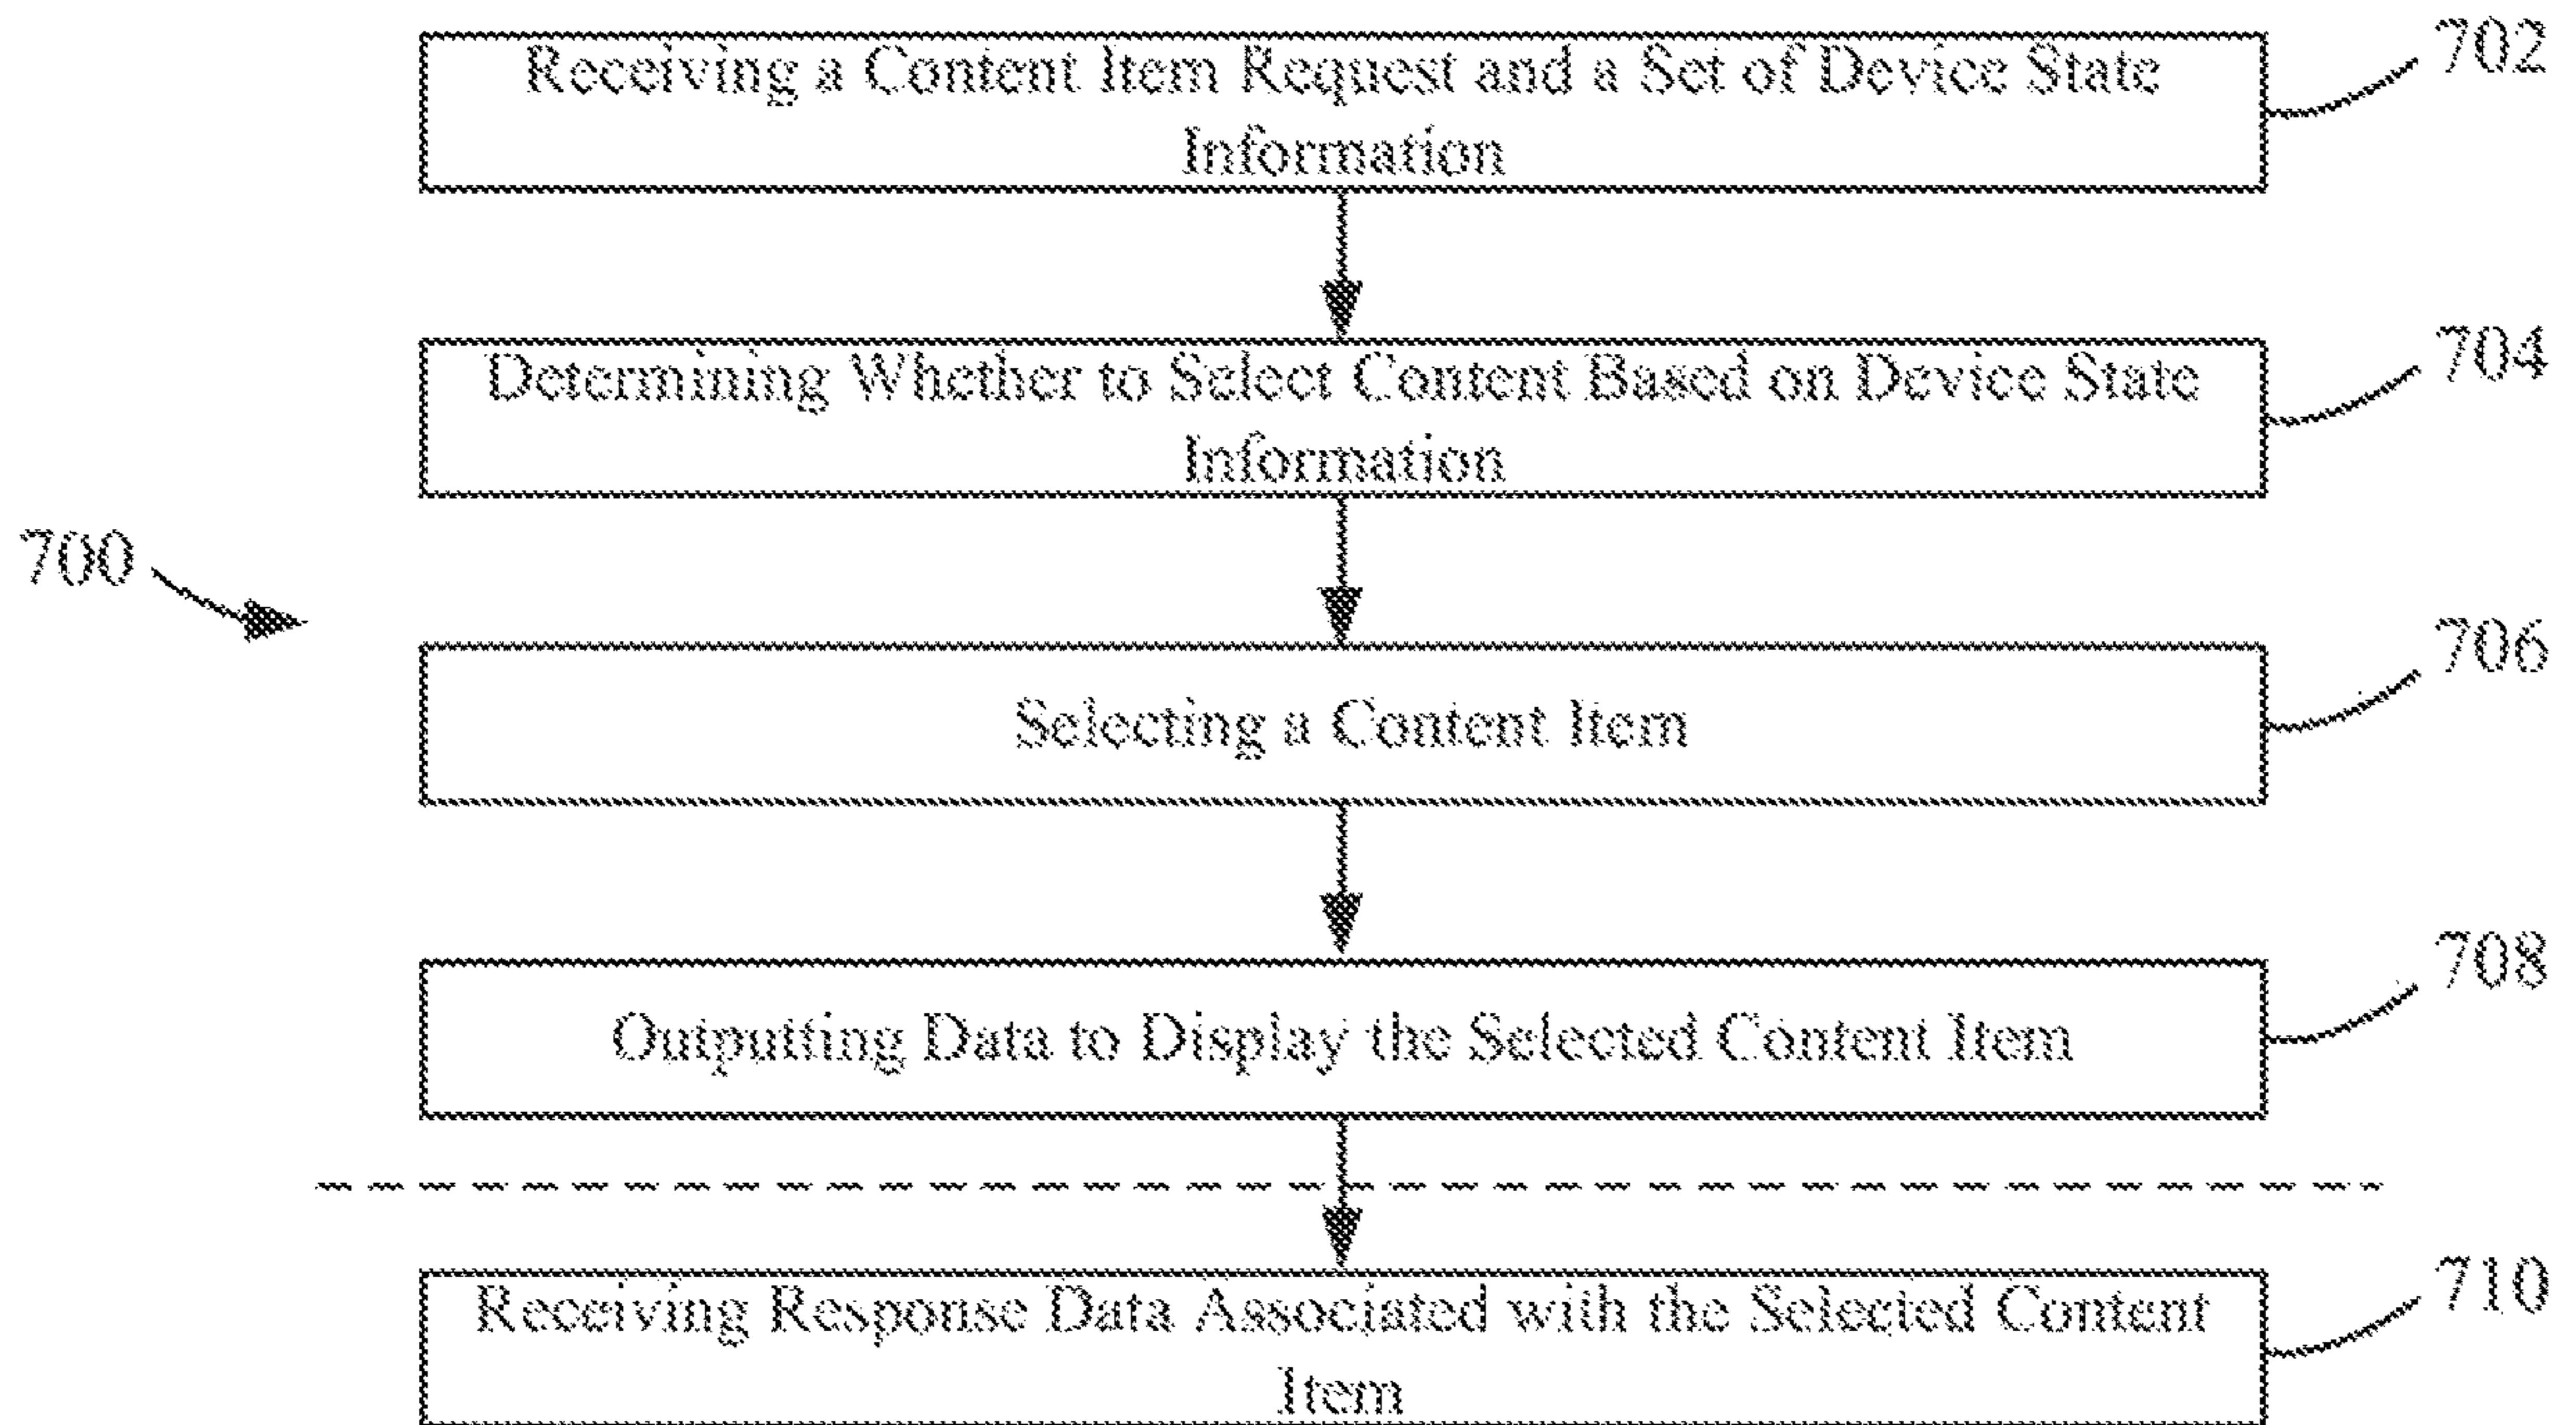 Receiving a Content Item Request and a Set of Device State
Information
702
Determining Whether to Select Content Based on Device State
Information
704
700
Selecting a Content Item
706
Outputting Data to Display the Selected Content Item
708
Receiving Response Data Associated with the Selected Content
Item
710